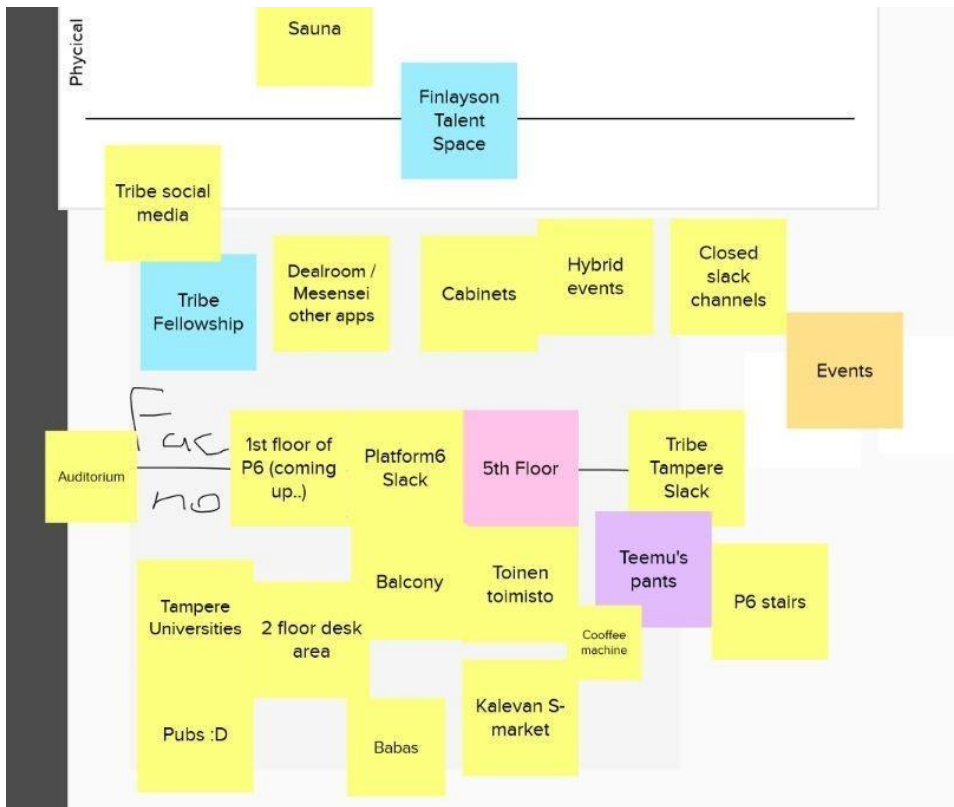 Phycical
Sauna
Finlayson
Talent
Space
Tribe social
media
Tribe
Fellowship
Dealroom /
Mesensei
other apps
Cabinets
Hybrid
events
Closed
slack
channels
Events
Auditorium
Fac
no
1st floor of
P6 (coming
up..)
Platform6
Slack
5th Floor
Tribe
Tampere
Slack
Balcony
Toinen
toimisto
Teemu's
pants
P6 stairs
Tampere
Universities
2 floor desk
area
Cooffee
machine
Pubs :D
Babas
Kalevan S-
market